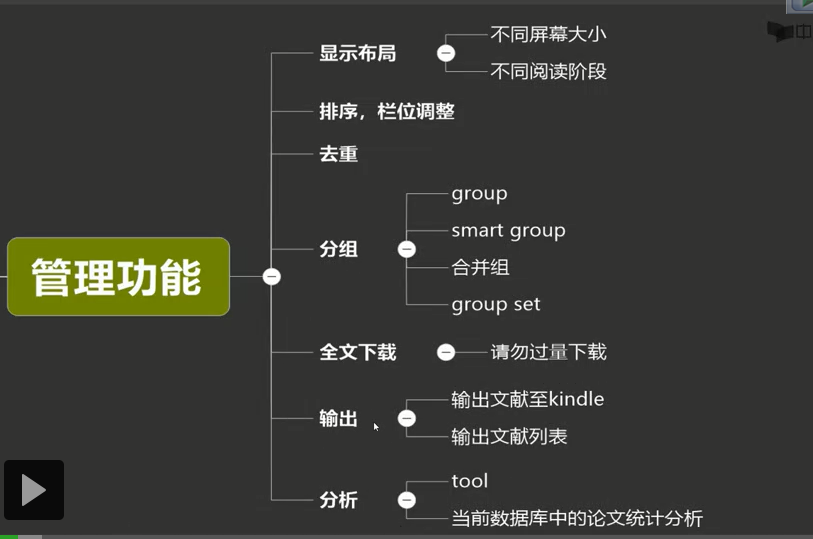 管理功能
显示布局
不同屏幕大小
不同阅读阶段
排序，栏位调整
去重
分组
group
smart group
合并组
group set
全文下载
请勿过量下载
输出
输出文献至kindle
输出文献列表
分析
tool
当前数据库中的论文统计分析